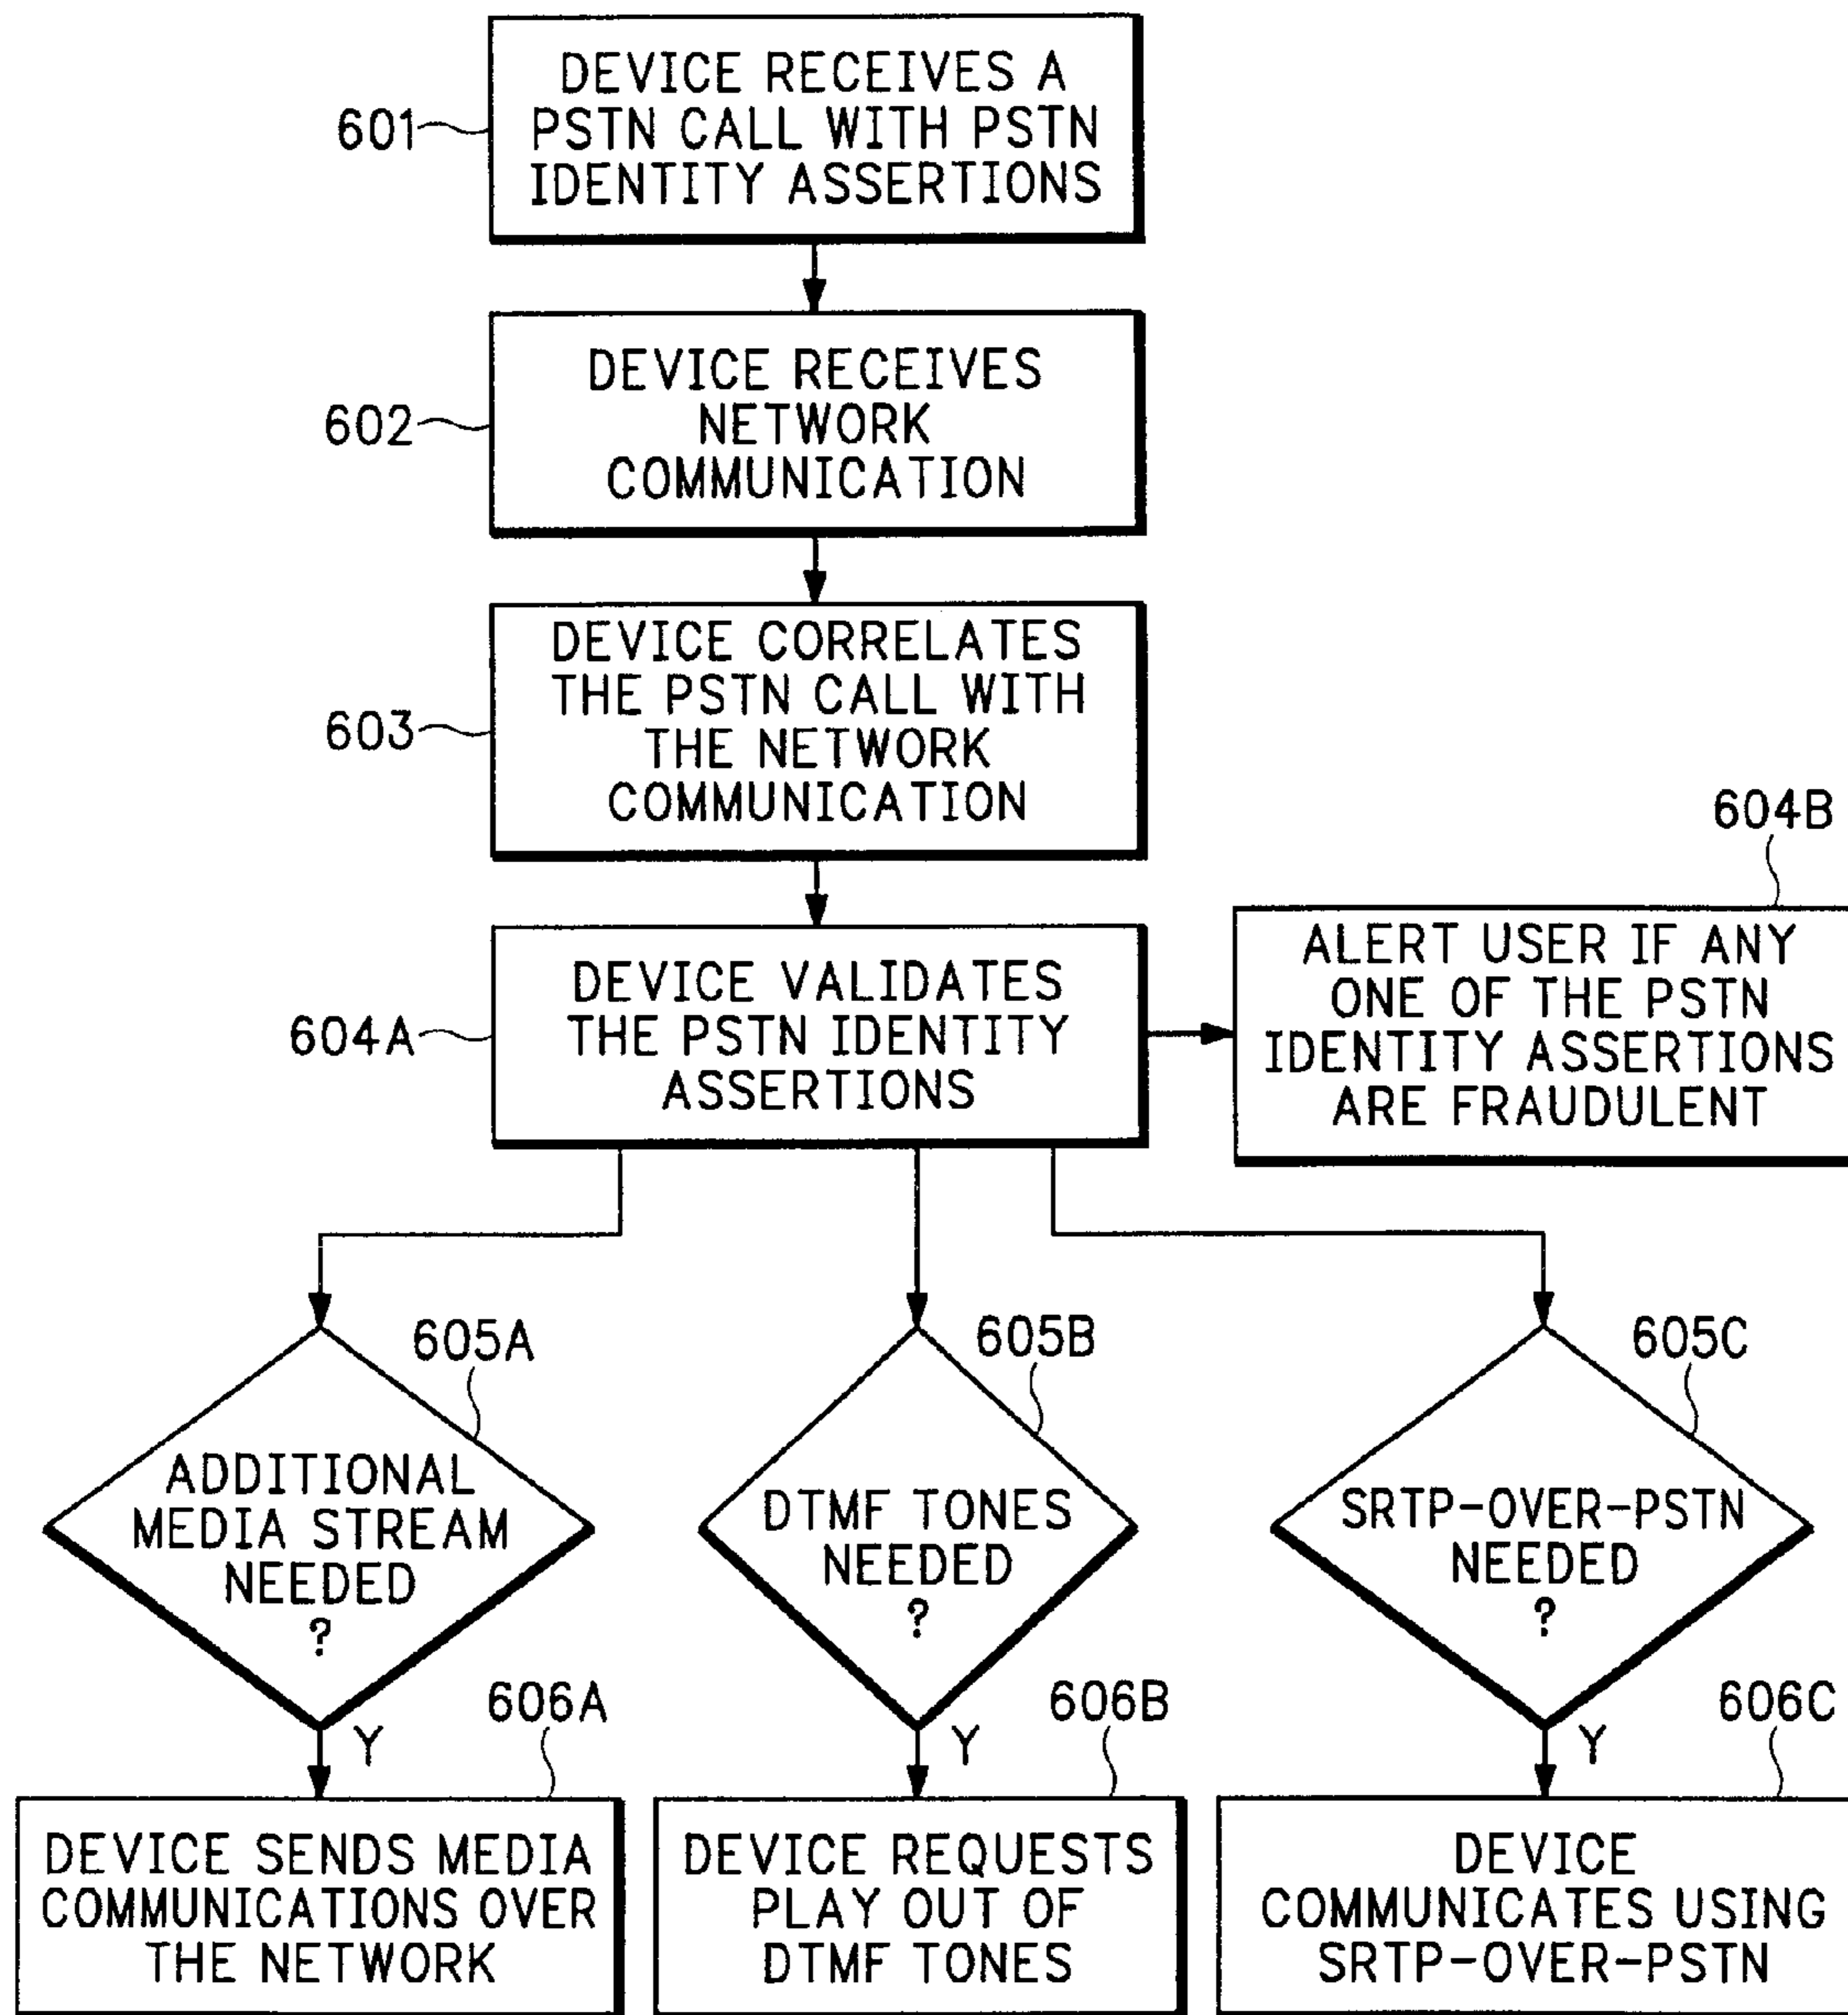 DEVICE RECEIVES A
PSTN CALL WITH PSTN
IDENTITY ASSERTIONS
601
DEVICE RECEIVES
NETWORK
COMMUNICATION
602
DEVICE CORRELATES
THE PSTN CALL WITH
THE NETWORK
COMMUNICATION
603
604B
DEVICE VALIDATES
THE PSTN IDENTITY
ASSERTIONS
604A
ALERT USER IF ANY
ONE OF THE PSTN
IDENTITY ASSERTIONS
ARE FRAUDULENT
605A
ADDITIONAL
MEDIA STREAM
NEEDED
?
Y
605B
DTMF TONES
NEEDED
?
Y
605C
SRTP-OVER-PSTN
NEEDED
?
Y
606A
DEVICE SENDS MEDIA
COMMUNICATIONS OVER
THE NETWORK
606B
DEVICE REQUESTS
PLAY OUT OF
DTMF TONES
606C
DEVICE
COMMUNICATES USING
SRTP-OVER-PSTN